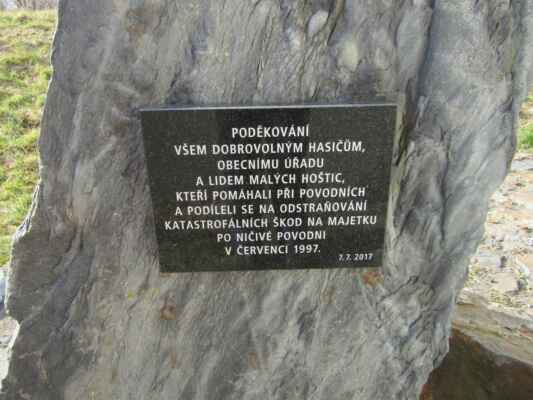 PODĚKOVÁNÍ
VŠEM DOBROVOLNÝM HASIČŮM,
OBECNÍMU ÚŘADU
A LIDEM MALÝCH HOŠTIC,
KTEŘÍ POMÁHALI PŘI POVODNÍCH
A PODÍLELI SE NA ODSTRAŇOVÁNÍ
KATASTROFÁLNÍCH ŠKOD NA MAJETKU
PO NIČIVÉ POVODNI
V ČERVENCI 1997.
7.7. 2017